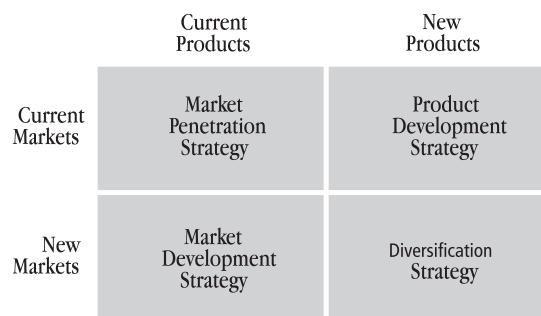 Current
Products
New
Products
Current
Markets
Market
Penetration
Strategy
Product
Development
Strategy
New
Markets
Market
Development
Strategy
Diversification
Strategy